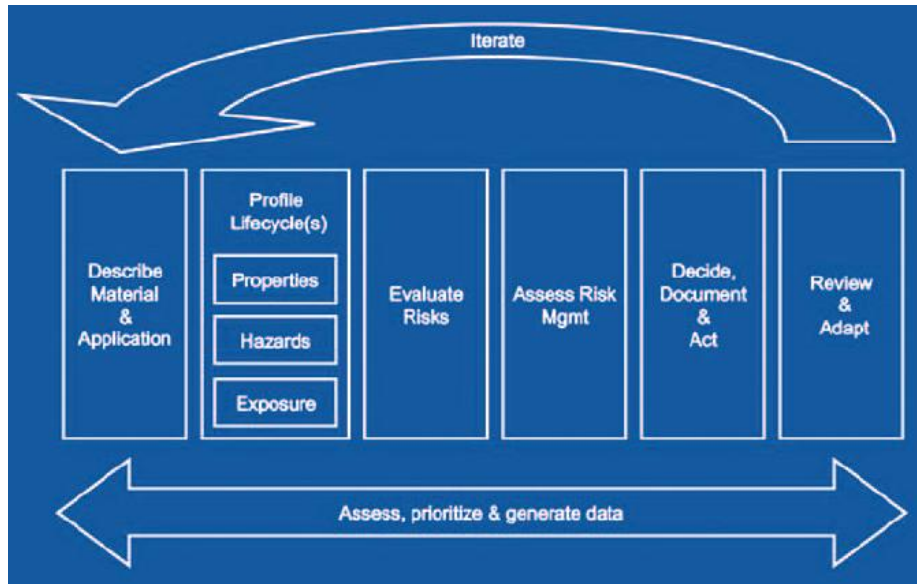 Iterate
Describe
Material
&
Application
Profile
Lifecycle(s)
Properties
Hazards
Exposure
Evaluate
Risks
Assess Risk
Mgmt
Decide,
Document
&
Act
Review
&
Adapt
Assess, prioritize & generate data